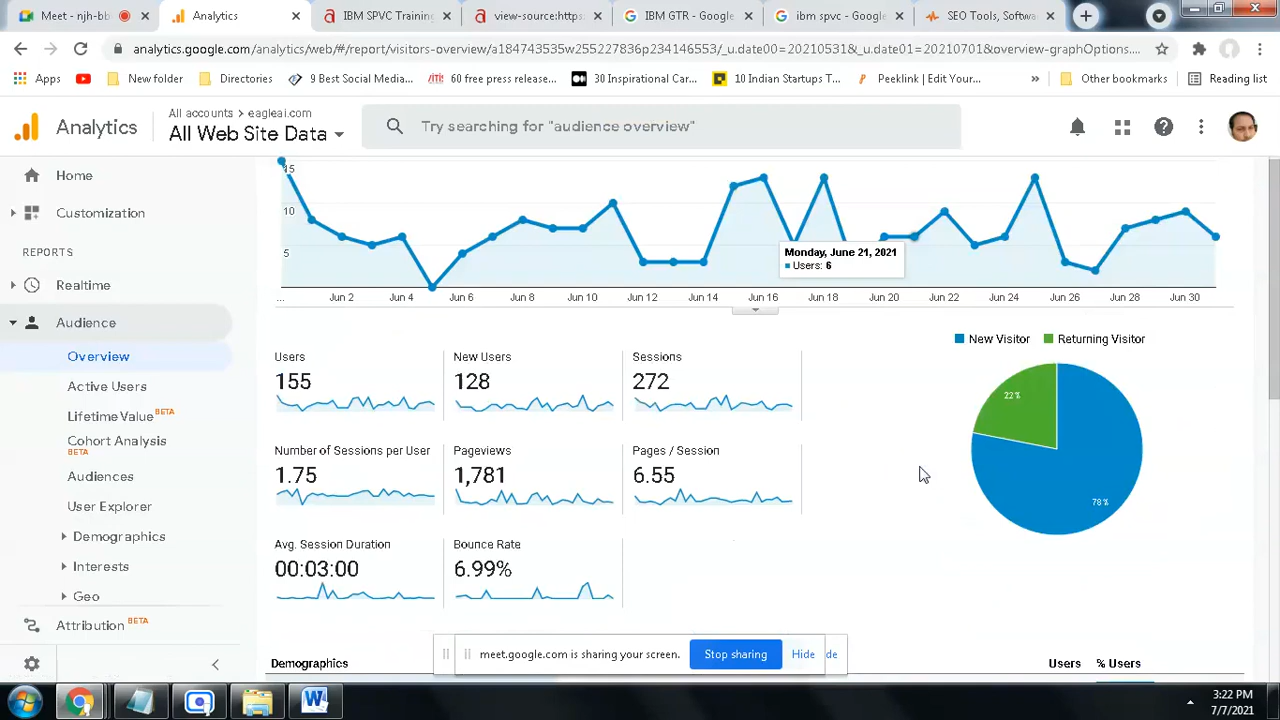 Meet - njh-bb
Analytics
IBM SPVC Training
view-source:https
IBM GTR - Google
ibm spvc - Google
SEO Tools, Softwa
analytics.google.com/analytics/web/#/report/visitors-overview/a184743535w255227836p234146553/_u.date00=20210531&_u.date01=20210701&overview-graphOptions....
Apps
New folder
Directories
9 Best Social Media...
60 free press release...
30 Inspirational Car...
10 Indian Startups T...
Peeklink | Edit Your...
»
Other bookmarks
Reading list
Analytics
All accounts > eagleai.com
All Web Site Data
Try searching for "audience overview"
Home
Customization
REPORTS
Realtime
Audience
Overview
Active Users
Lifetime Value BETA
Cohort Analysis
BETA
Audiences
User Explorer
Demographics
Interests
Geo
Attribution BETA
15
10
5
Monday, June 21, 2021
Users: 6
... Jun 2 Jun 4 Jun 6 Jun 8 Jun 10 Jun 12 Jun 14 Jun 16 Jun 18 Jun 20 Jun 22 Jun 24 Jun 26 Jun 28 Jun 30
New Visitor Returning Visitor
Users New Users Sessions
155 128 272
22%
78%
Number of Sessions per User Pageviews Pages / Session
1.75 1,781 6.55
Avg. Session Duration Bounce Rate
00:03:00 6.99%
meet.google.com is sharing your screen. Stop sharing Hide de
Demographics Users % Users
3:22 PM
7/7/2021